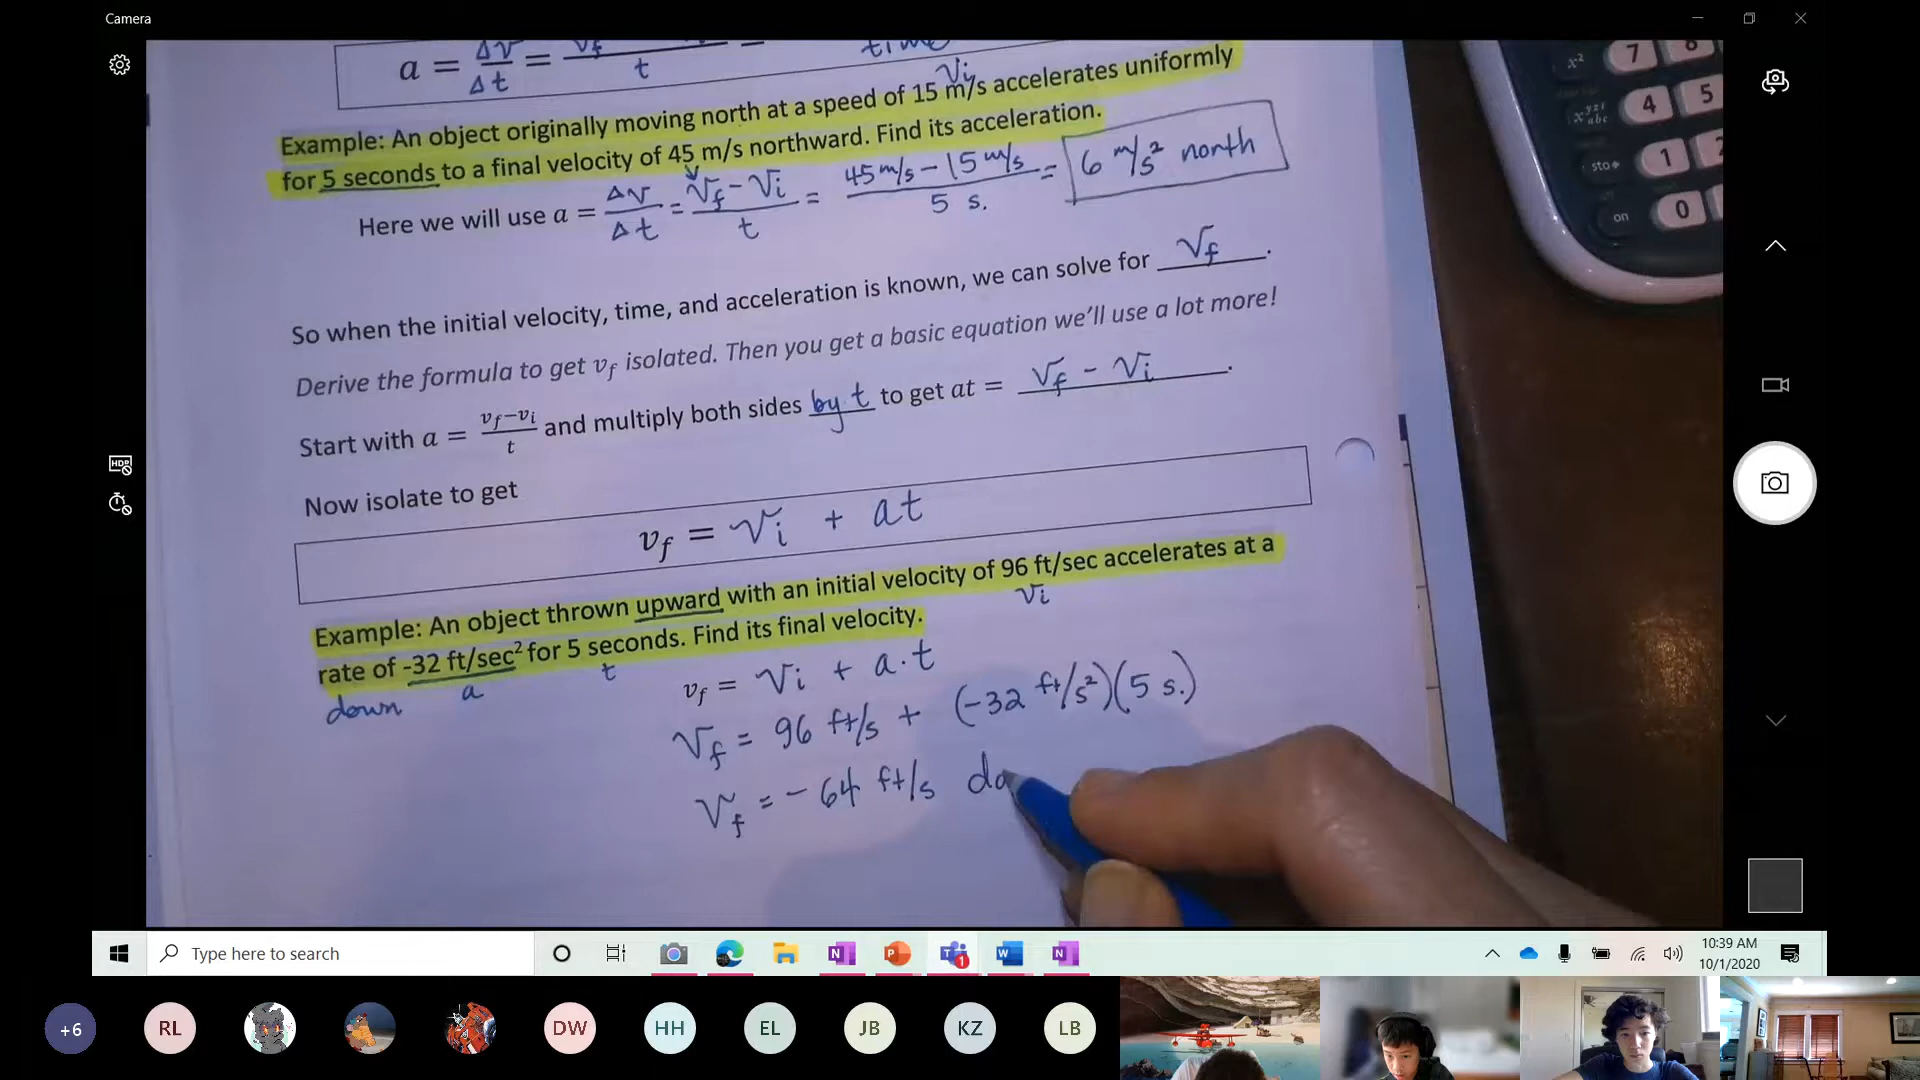 Camera
a = Δv/Δt = vf / t = time
Vi
Example: An object originally moving north at a speed of 15 m/s accelerates uniformly
for 5 seconds to a final velocity of 45 m/s northward. Find its acceleration.
Here we will use a = Δv/Δt = (Vf - Vi)/t = (45 m/s - 15 m/s)/5 s. = 6 m/s² north
So when the initial velocity, time, and acceleration is known, we can solve for Vf.
Derive the formula to get vf isolated. Then you get a basic equation we'll use a lot more!
Start with a = (vf−vi)/t and multiply both sides by t to get at = Vf - Vi.
Now isolate to get
vf = Vi + at
Example: An object thrown upward with an initial velocity of 96 ft/sec accelerates at a
Vi
rate of -32 ft/sec² for 5 seconds. Find its final velocity.
down a t
vf = Vi + a·t
Vf = 96 ft/s + (-32 ft/s²)(5 s.)
Vf = - 64 ft/s do
x² 7 8
xyzt abc 4 5
sto 1 2
on 0
HDR
Type here to search
N P 1 W N
10:39 AM
10/1/2020
+6 RL DW HH EL JB KZ LB